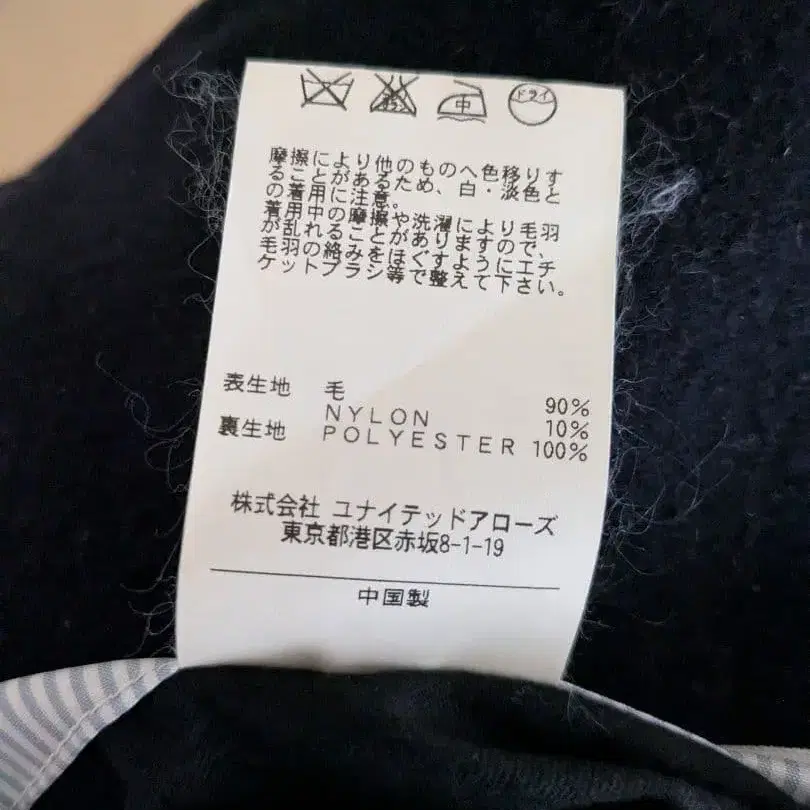 中 ドライ
摩擦により他のものへ色移りす
ることがあるため、白・淡色と
の着用に注意。
着用中の摩擦や洗濯により毛羽
が乱れることがありますので、
毛羽の絡みをほぐすようにエチ
ケットブラシ等で整えて下さい。
表生地 毛 90%
NYLON 10%
裏生地 POLYESTER 100%
株式会社 ユナイテッドアローズ
東京都港区赤坂8-1-19
中国製